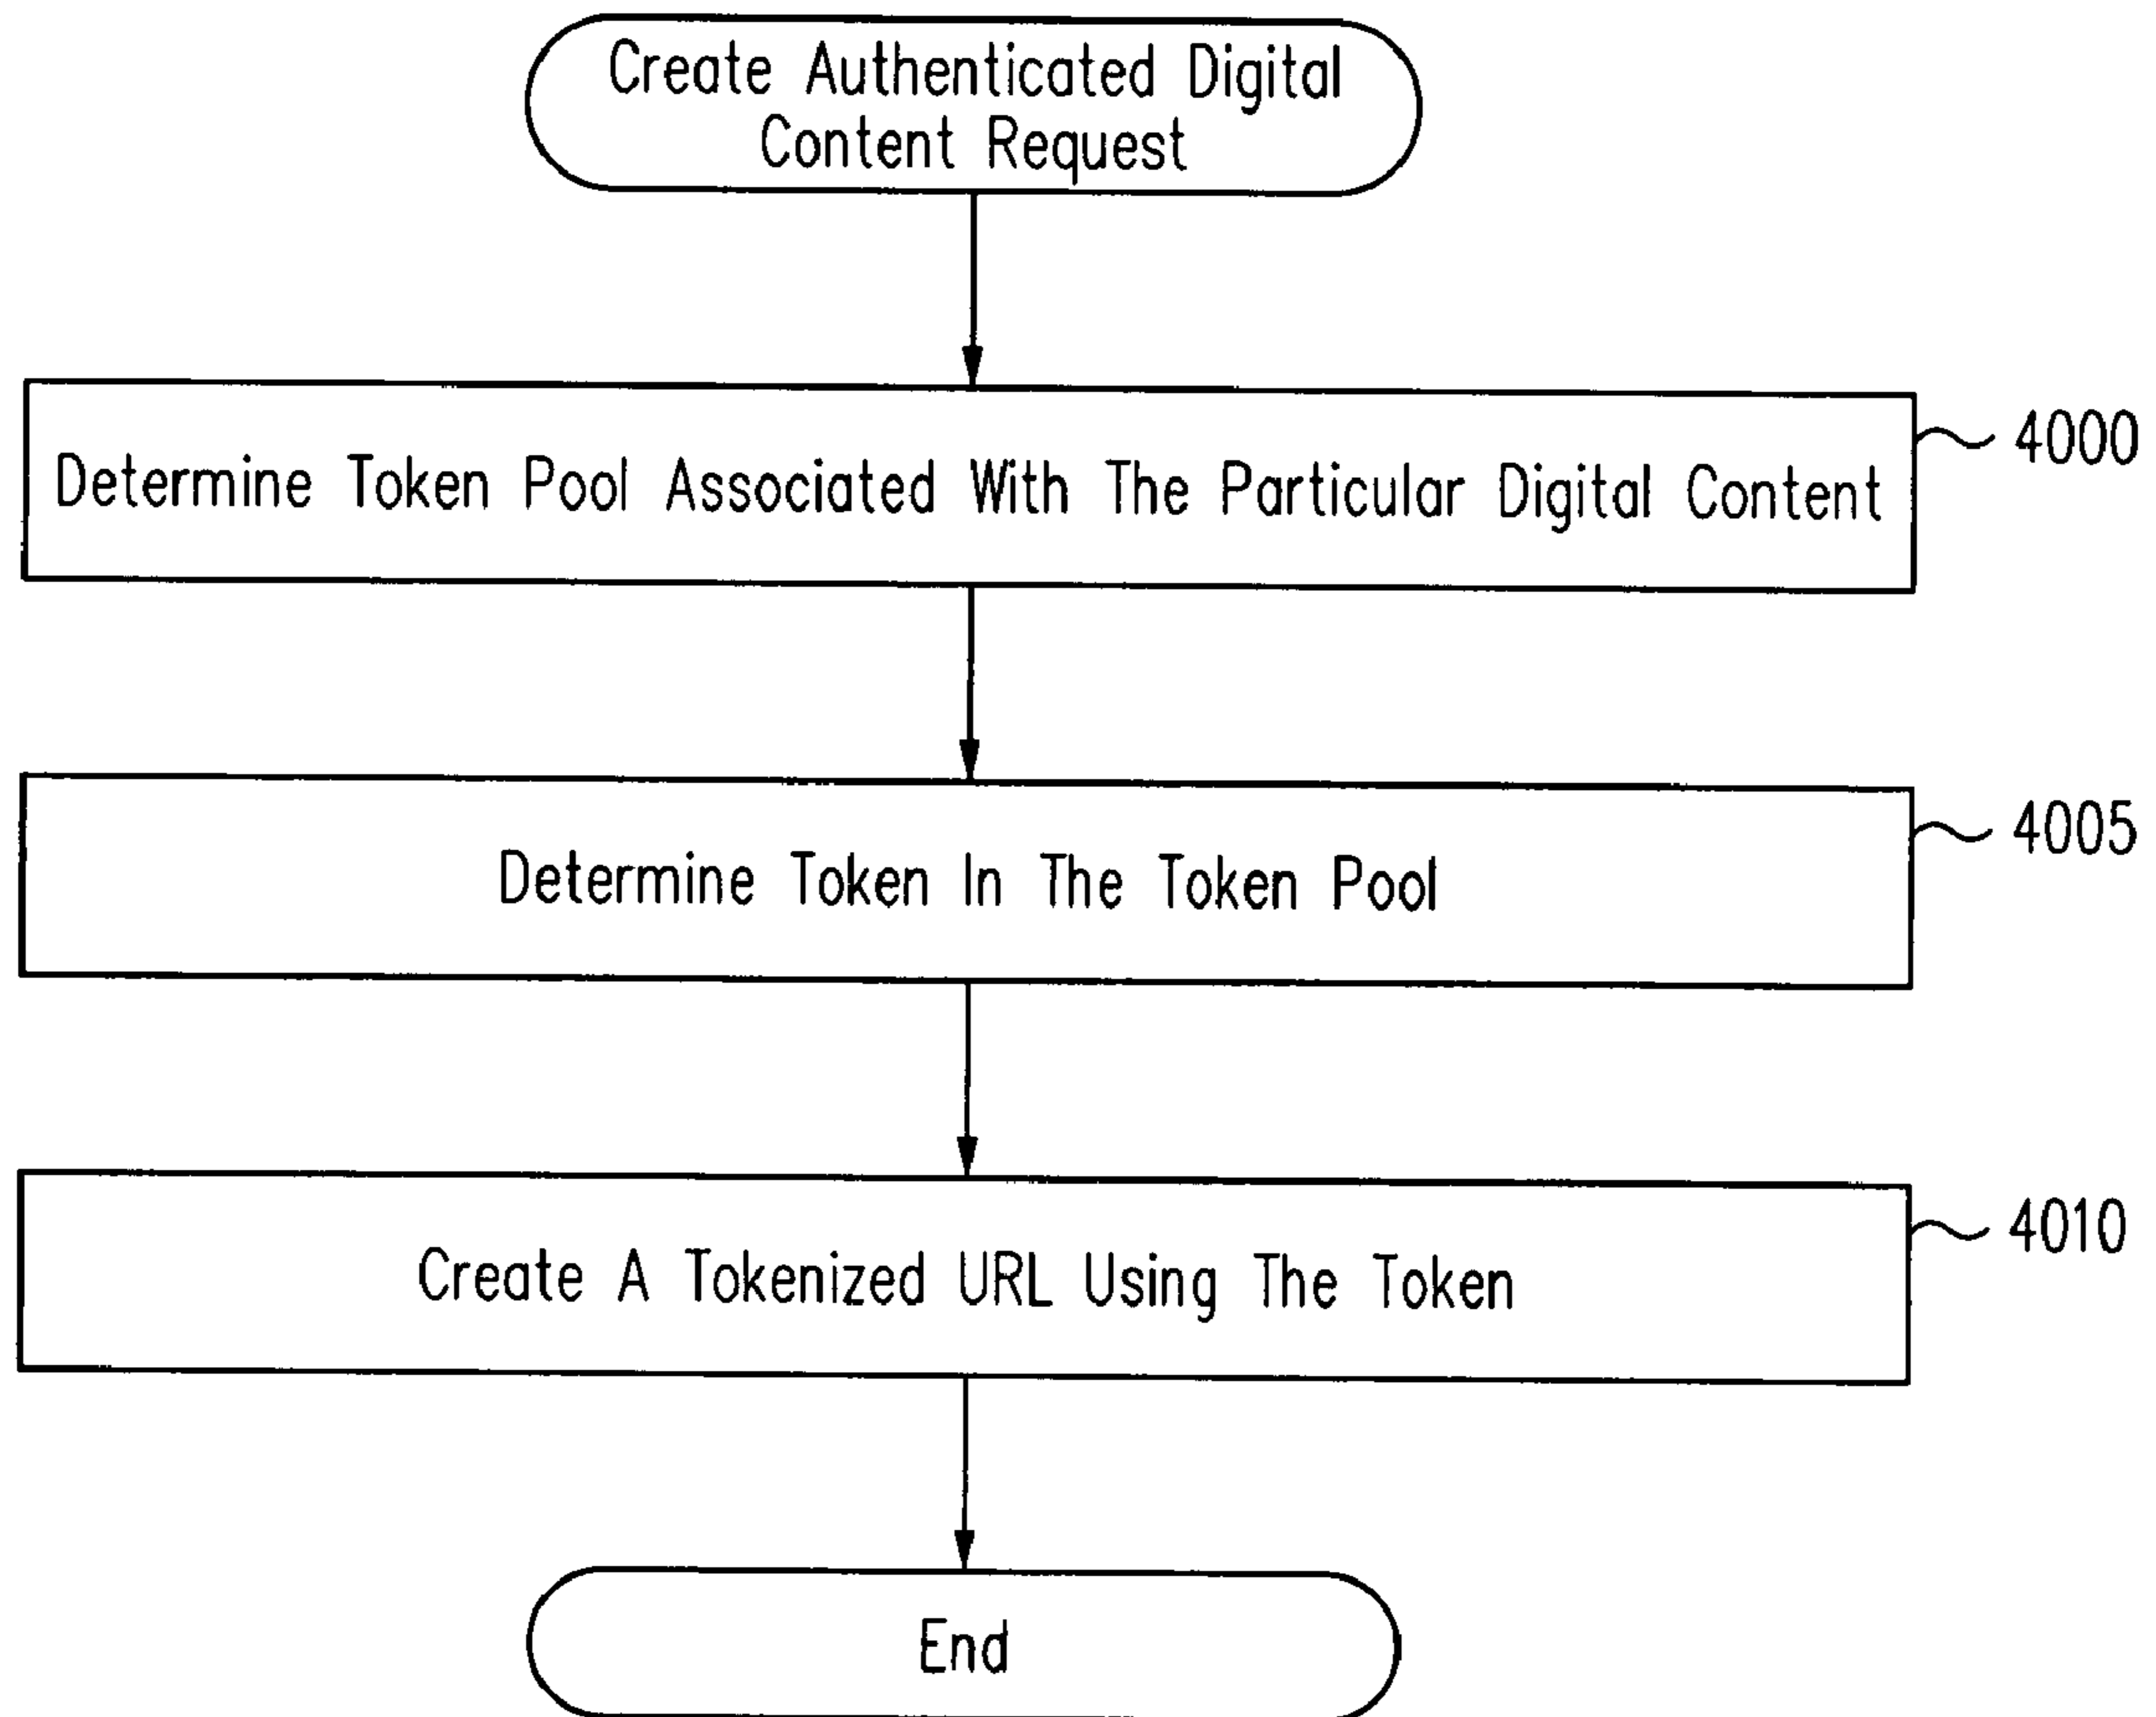 Create Authenticated Digital
Content Request
Determine Token Pool Associated With The Particular Digital Content
4000
Determine Token In The Token Pool
4005
Create A Tokenized URL Using The Token
4010
End